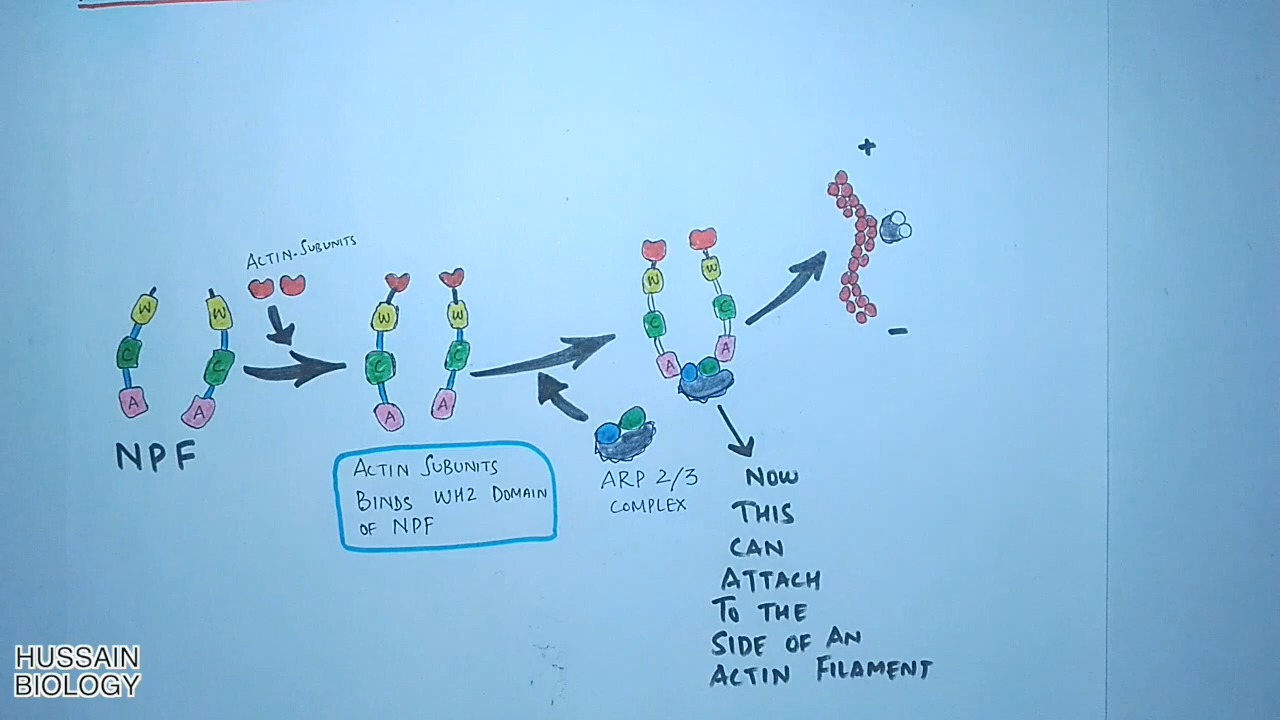 ACTIN-SUBUNITS
W
W
C
C
A
A
NPF
W
W
C
C
A
A
ACTIN SUBUNITS
BINDS WH2 DOMAIN
OF NPF
ARP 2/3
COMPLEX
W
W
C
C
A
A
NOW
THIS
CAN
ATTACH
TO THE
SIDE OF AN
ACTIN FILAMENT
+
-
HUSSAIN
BIOLOGY